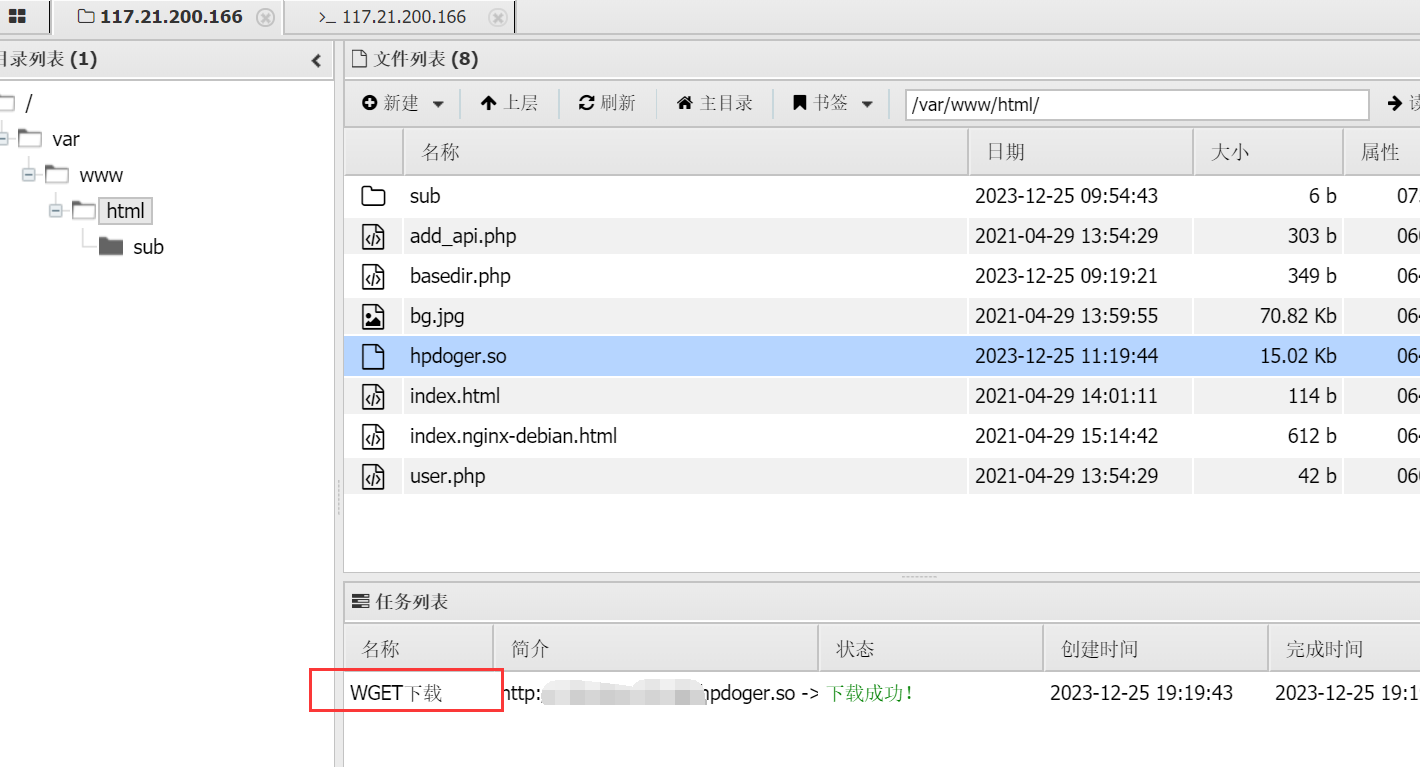 117.21.200.166
>_ 117.21.200.166
目录列表 (1)
文件列表 (8)
/
var
www
html
sub
新建
上层
刷新
主目录
书签
/var/www/html/
读
名称 日期 大小 属性
sub 2023-12-25 09:54:43 6 b 07
add_api.php 2021-04-29 13:54:29 303 b 06
basedir.php 2023-12-25 09:19:21 349 b 06
bg.jpg 2021-04-29 13:59:55 70.82 Kb 06
hpdoger.so 2023-12-25 11:19:44 15.02 Kb 06
index.html 2021-04-29 14:01:11 114 b 06
index.nginx-debian.html 2021-04-29 15:14:42 612 b 06
user.php 2021-04-29 13:54:29 42 b 06
任务列表
名称 简介 状态 创建时间 完成时间
WGET下载 http: hpdoger.so -> 下载成功! 2023-12-25 19:19:43 2023-12-25 19:1